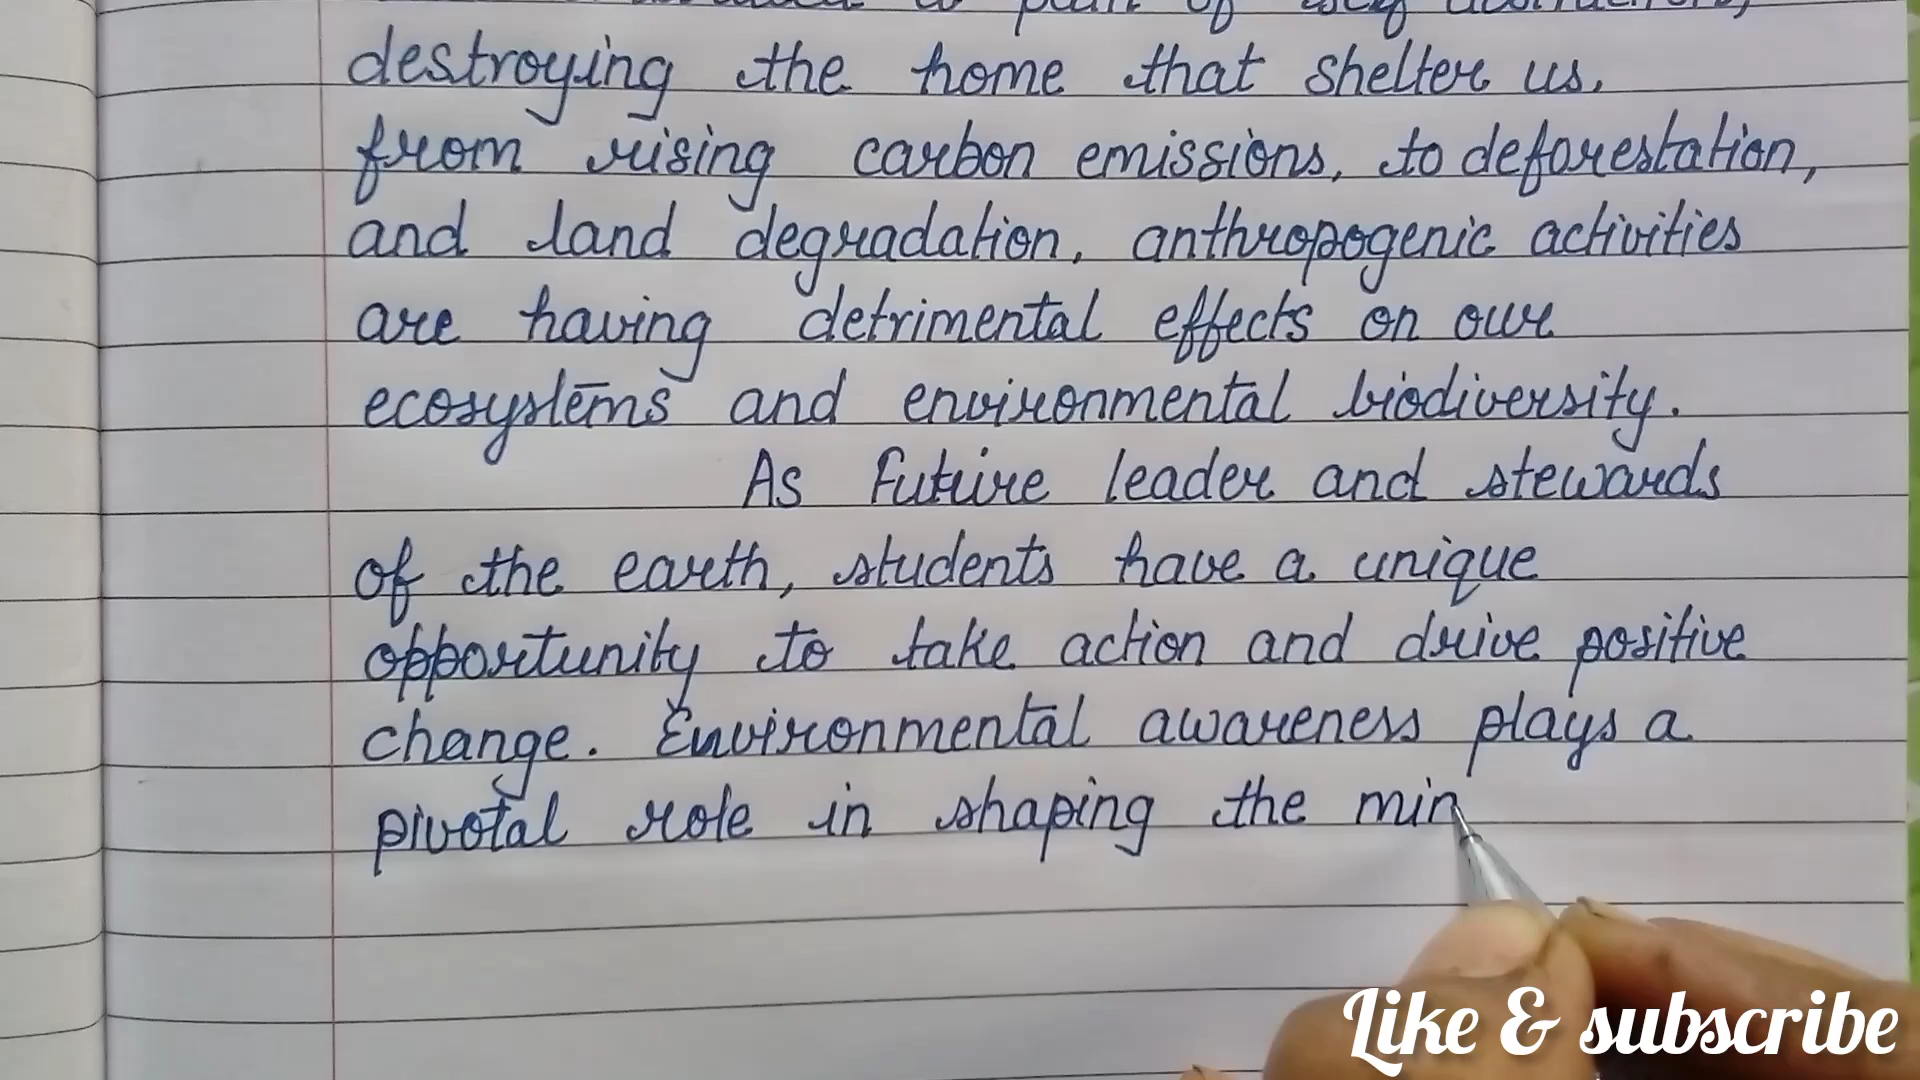 of
destroying the home that shelter us.
from rising carbon emissions, to deforestation,
and land degradation, anthropogenic activities
are having detrimental effects on our
ecosystems and environmental biodiversity.
As Future leader and stewards
of the earth, students have a unique
opportunity to take action and drive positive
change. Environmental awareness plays a
pivotal role in shaping the min
Like & subscribe